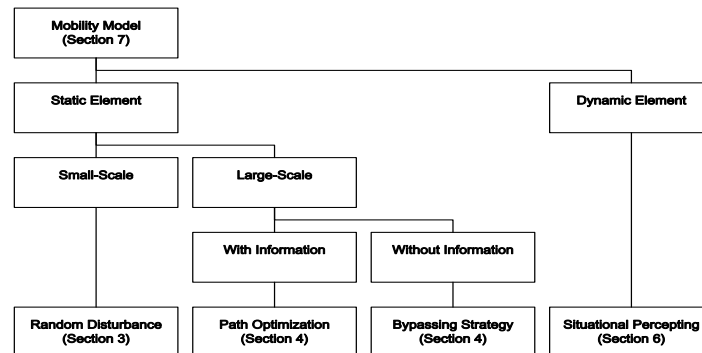 Mobility Model
(Section 7)
Static Element
Dynamic Element
Small-Scale
Large-Scale
With Information
Without Information
Random Disturbance
(Section 3)
Path Optimization
(Section 4)
Bypassing Strategy
(Section 4)
Situational Percepting
(Section 6)